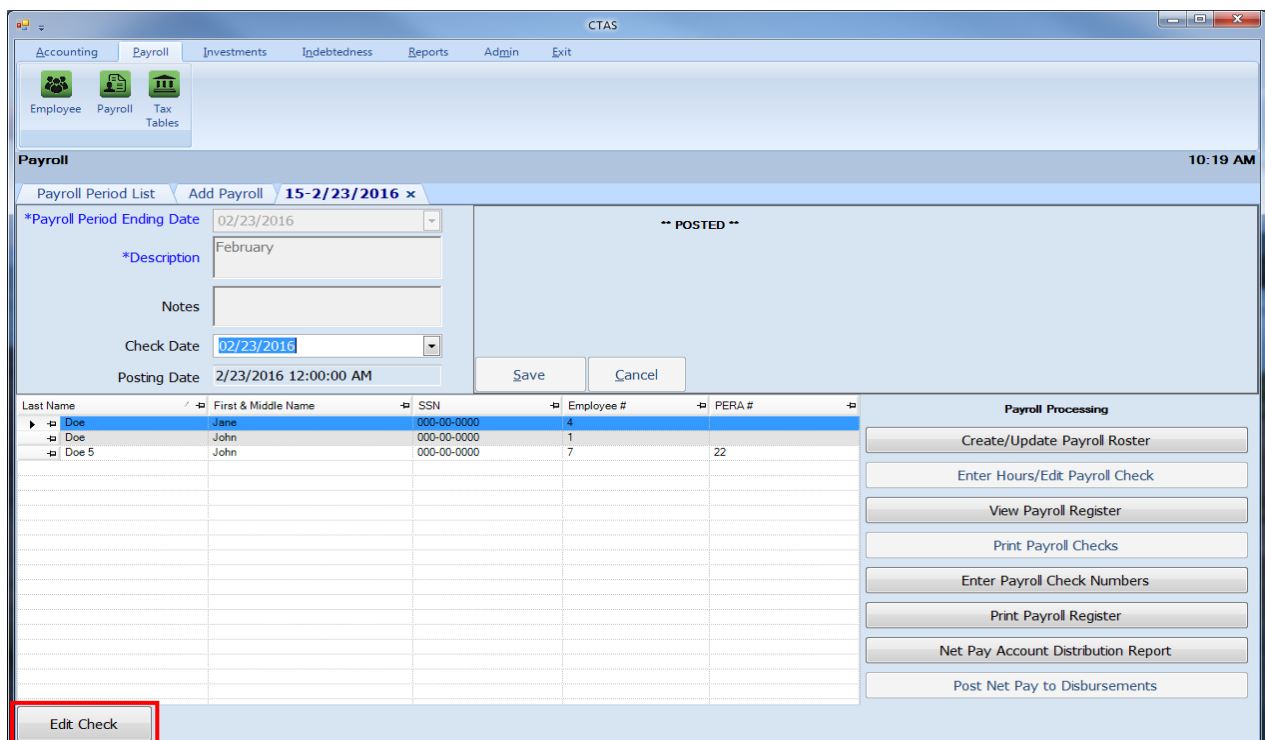 CTAS
Accounting Payroll Investments Indebtedness Reports Admin Exit
Employee Payroll Tax Tables
Payroll 10:19 AM
Payroll Period List Add Payroll 15-2/23/2016 ×
*Payroll Period Ending Date 02/23/2016
** POSTED **
*Description February
Notes
Check Date 02/23/2016
Posting Date 2/23/2016 12:00:00 AM
Save Cancel
Last Name First & Middle Name SSN Employee # PERA #
Doe Jane 000-00-0000 4
Doe John 000-00-0000 1
Doe 5 John 000-00-0000 7 22
Payroll Processing
Create/Update Payroll Roster
Enter Hours/Edit Payroll Check
View Payroll Register
Print Payroll Checks
Enter Payroll Check Numbers
Print Payroll Register
Net Pay Account Distribution Report
Post Net Pay to Disbursements
Edit Check